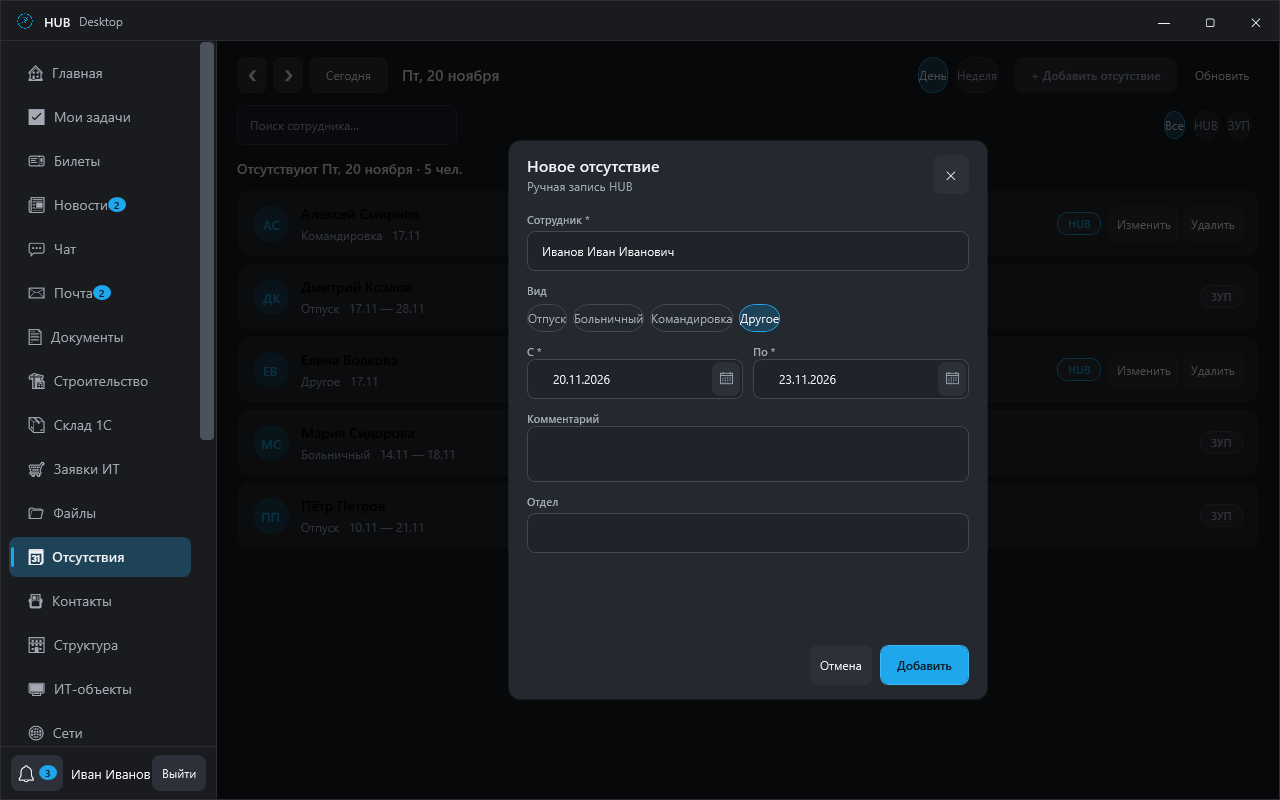 HUB Desktop
Главная
Мои задачи
Билеты
Новости 2
Чат
Почта 2
Документы
Строительство
Склад 1С
Заявки ИТ
Файлы
31 Отсутствия
Контакты
Структура
ИТ-объекты
Сети
3 Иван Иванов Выйти
Сегодня Пт, 20 ноября День Неделя + Добавить отсутствие Обновить
Поиск сотрудника... Все HUB ЗУП
Отсутствуют Пт, 20 ноября · 5 чел.
АС Алексей Смирнов
Командировка 17.11
HUB Изменить Удалить
ДК Дмитрий Козлов
Отпуск 17.11 — 28.11
ЗУП
ЕВ Елена Волкова
Другое 17.11
HUB Изменить Удалить
МС Мария Сидорова
Больничный 14.11 — 18.11
ЗУП
ПП Пётр Петров
Отпуск 10.11 — 21.11
ЗУП
Новое отсутствие
Ручная запись HUB
Сотрудник *
Иванов Иван Иванович
Вид
Отпуск Больничный Командировка Другое
С * По *
20.11.2026 23.11.2026
Комментарий
Отдел
Отмена Добавить